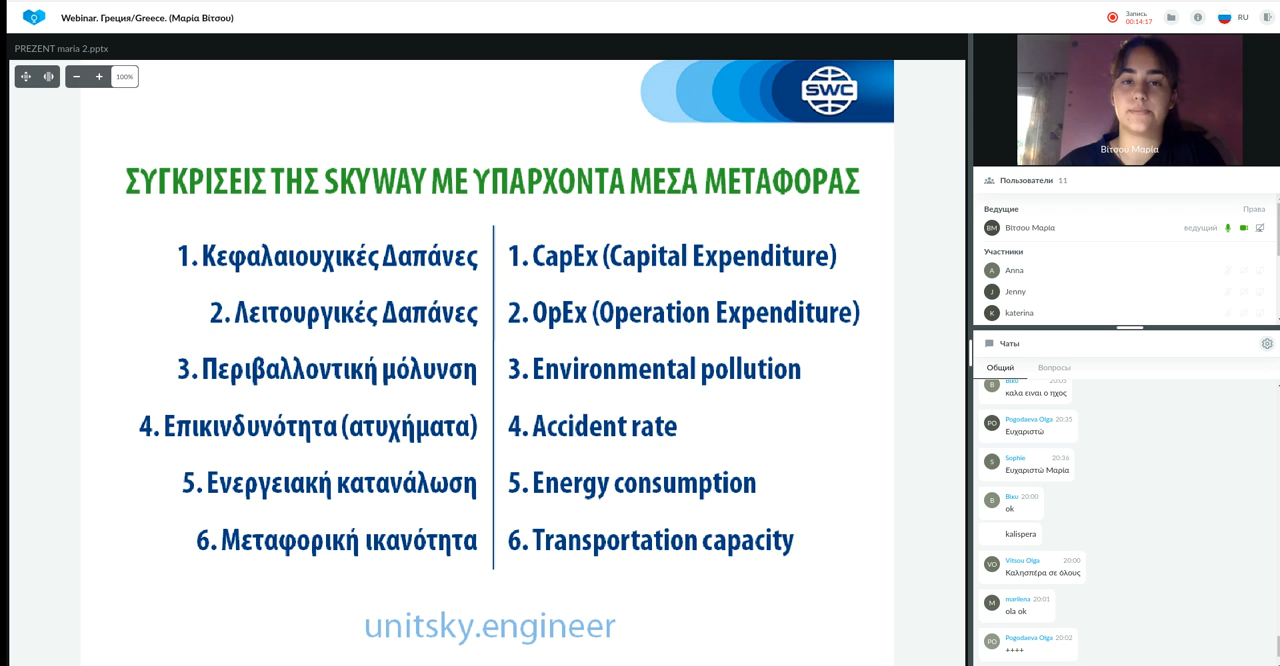 Webinar. Греция/Greece. (Μαρία Βίτσου)
Запись
00:14:17
RU
PREZENT maria 2.pptx
100%
SWC
ΣΥΓΚΡΙΣΕΙΣ ΤΗΣ SKYWAY ΜΕ ΥΠΑΡΧΟΝΤΑ ΜΕΣΑ ΜΕΤΑΦΟΡΑΣ
1. Κεφαλαιουχικές Δαπάνες
1. CapEx (Capital Expenditure)
2. Λειτουργικές Δαπάνες
2. OpEx (Operation Expenditure)
3. Περιβαλλοντική μόλυνση
3. Environmental pollution
4. Επικινδυνότητα (ατυχήματα)
4. Accident rate
5. Ενεργειακή κατανάλωση
5. Energy consumption
6. Μεταφορική ικανότητα
6. Transportation capacity
unitsky.engineer
Βίτσου Μαρία
Пользователи 11
Ведущие Права
ΒΜ Βίτσου Μαρία ведущий
Участники
A Anna
J Jenny
K katerina
Чаты
Общий Вопросы
B Βίκυ 20:05
καλα ειναι ο ηχος
PO Pogodaeva Olga 20:35
Ευχαριστώ
S Sophie 20:36
Ευχαριστώ Μαρία
B Βίκυ 20:00
ok
kalispera
VO Vitsou Olga 20:00
Καλησπέρα σε όλους
M marilena 20:01
ola ok
PO Pogodaeva Olga 20:02
++++